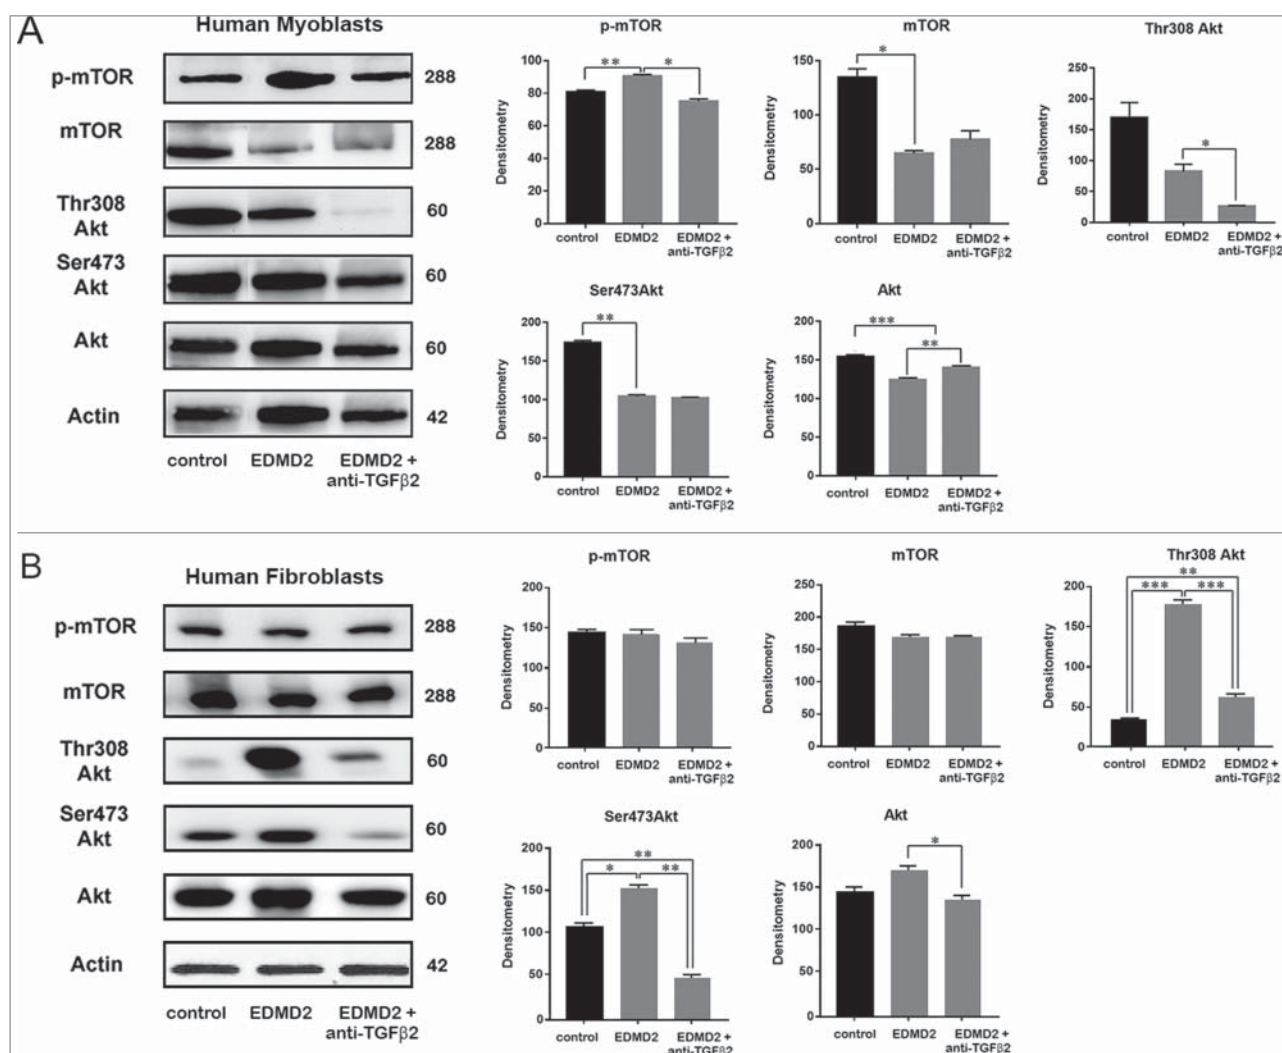 A
Human Myoblasts
p-mTOR 288
mTOR 288
Thr308
Akt 60
Ser473
Akt 60
Akt 60
Actin 42
control EDMD2 EDMD2 +
anti-TGFβ2
p-mTOR
Densitometry
100
80
60
40
20
0
** *
control EDMD2 EDMD2 +
anti-TGFβ2
mTOR
Densitometry
150
100
50
0
*
control EDMD2 EDMD2 +
anti-TGFβ2
Thr308 Akt
Densitometry
250
200
150
100
50
0
*
control EDMD2 EDMD2 +
anti-TGFβ2
Ser473Akt
Densitometry
200
150
100
50
0
**
control EDMD2 EDMD2 +
anti-TGFβ2
Akt
Densitometry
200
150
100
50
0
***
**
control EDMD2 EDMD2 +
anti-TGFβ2
B
Human Fibroblasts
p-mTOR 288
mTOR 288
Thr308
Akt 60
Ser473
Akt 60
Akt 60
Actin 42
control EDMD2 EDMD2 +
anti-TGFβ2
p-mTOR
Densitometry
200
150
100
50
0
control EDMD2 EDMD2 +
anti-TGFβ2
mTOR
Densitometry
250
200
150
100
50
0
control EDMD2 EDMD2 +
anti-TGFβ2
Thr308 Akt
Densitometry
200
150
100
50
0
**
*** ***
control EDMD2 EDMD2 +
anti-TGFβ2
Ser473Akt
Densitometry
200
150
100
50
0
**
* **
control EDMD2 EDMD2 +
anti-TGFβ2
Akt
Densitometry
200
150
100
50
0
*
control EDMD2 EDMD2 +
anti-TGFβ2